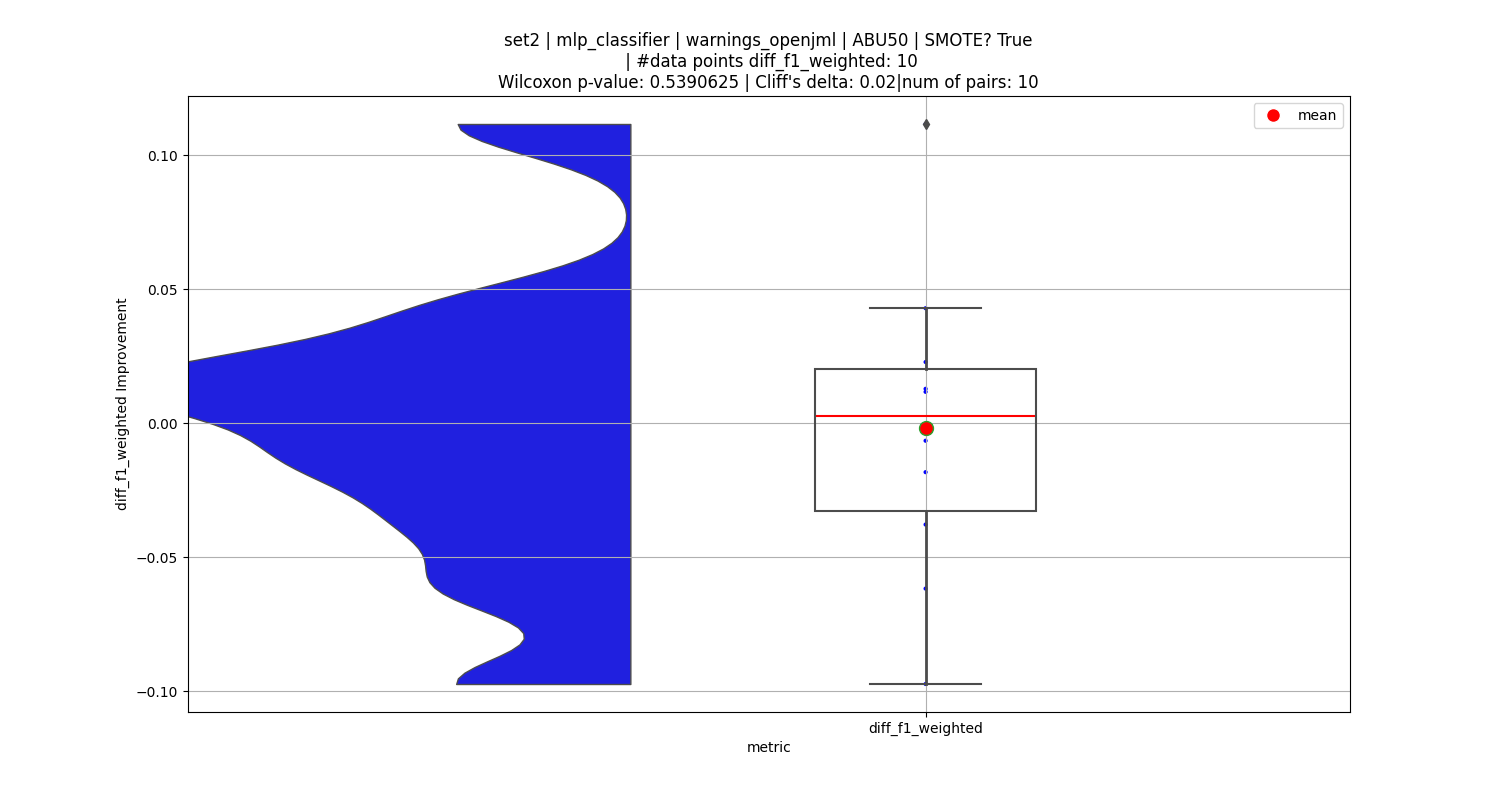 set2 | mlp_classifier | warnings_openjml | ABU50 | SMOTE? True
| #data points diff_f1_weighted: 10
Wilcoxon p-value: 0.5390625 | Cliff's delta: 0.02|num of pairs: 10
mean
0.10
0.05
0.00
−0.05
−0.10
diff_f1_weighted Improvement
diff_f1_weighted
metric